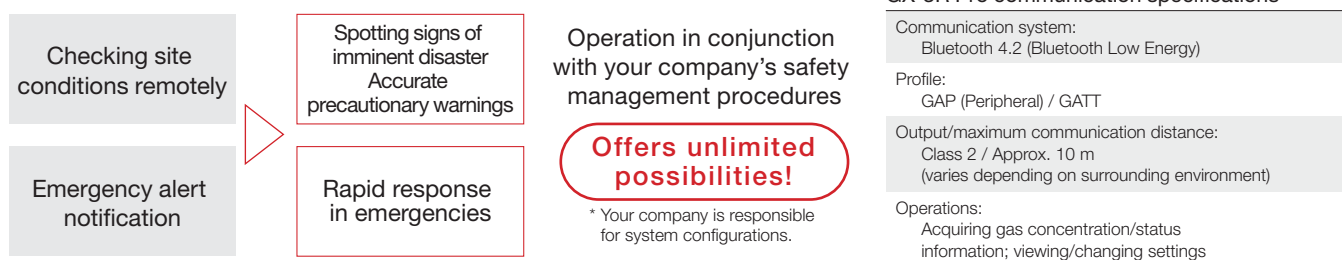 Checking site
conditions remotely
Emergency alert
notification
Spotting signs of
imminent disaster
Accurate
precautionary warnings
Rapid response
in emergencies
Operation in conjunction
with your company's safety
management procedures
Offers unlimited
possibilities!
* Your company is responsible
for system configurations.
Communication system:
Bluetooth 4.2 (Bluetooth Low Energy)
Profile:
GAP (Peripheral) / GATT
Output/maximum communication distance:
Class 2 / Approx. 10 m
(varies depending on surrounding environment)
Operations:
Acquiring gas concentration/status
information; viewing/changing settings